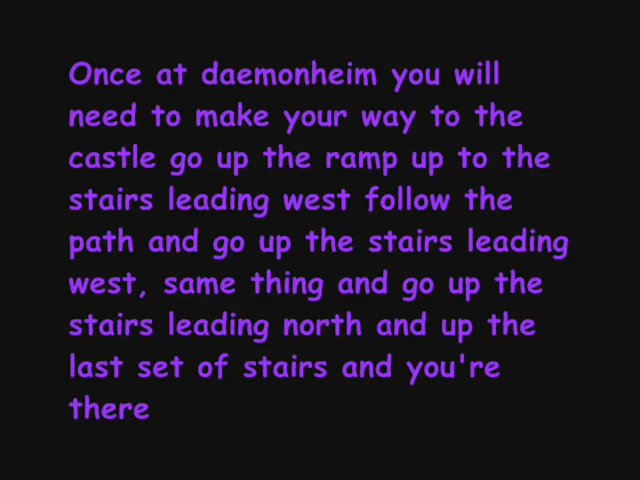 Once at daemonheim you will
need to make your way to the
castle go up the ramp up to the
stairs leading west follow the
path and go up the stairs leading
west, same thing and go up the
stairs leading north and up the
last set of stairs and you're
there